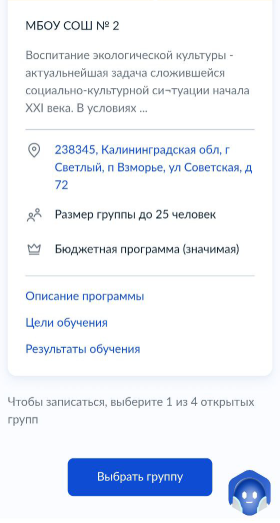 МБОУ СОШ № 2
Воспитание экологической культуры -
актуальнейшая задача сложившейся
социально-культурной си¬туации начала
XXI века. В условиях ...
238345, Калининградская обл, г
Светлый, п Взморье, ул Советская, д
72
Размер группы до 25 человек
Бюджетная программа (значимая)
Описание программы
Цели обучения
Результаты обучения
Чтобы записаться, выберите 1 из 4 открытых
групп
Выбрать группу